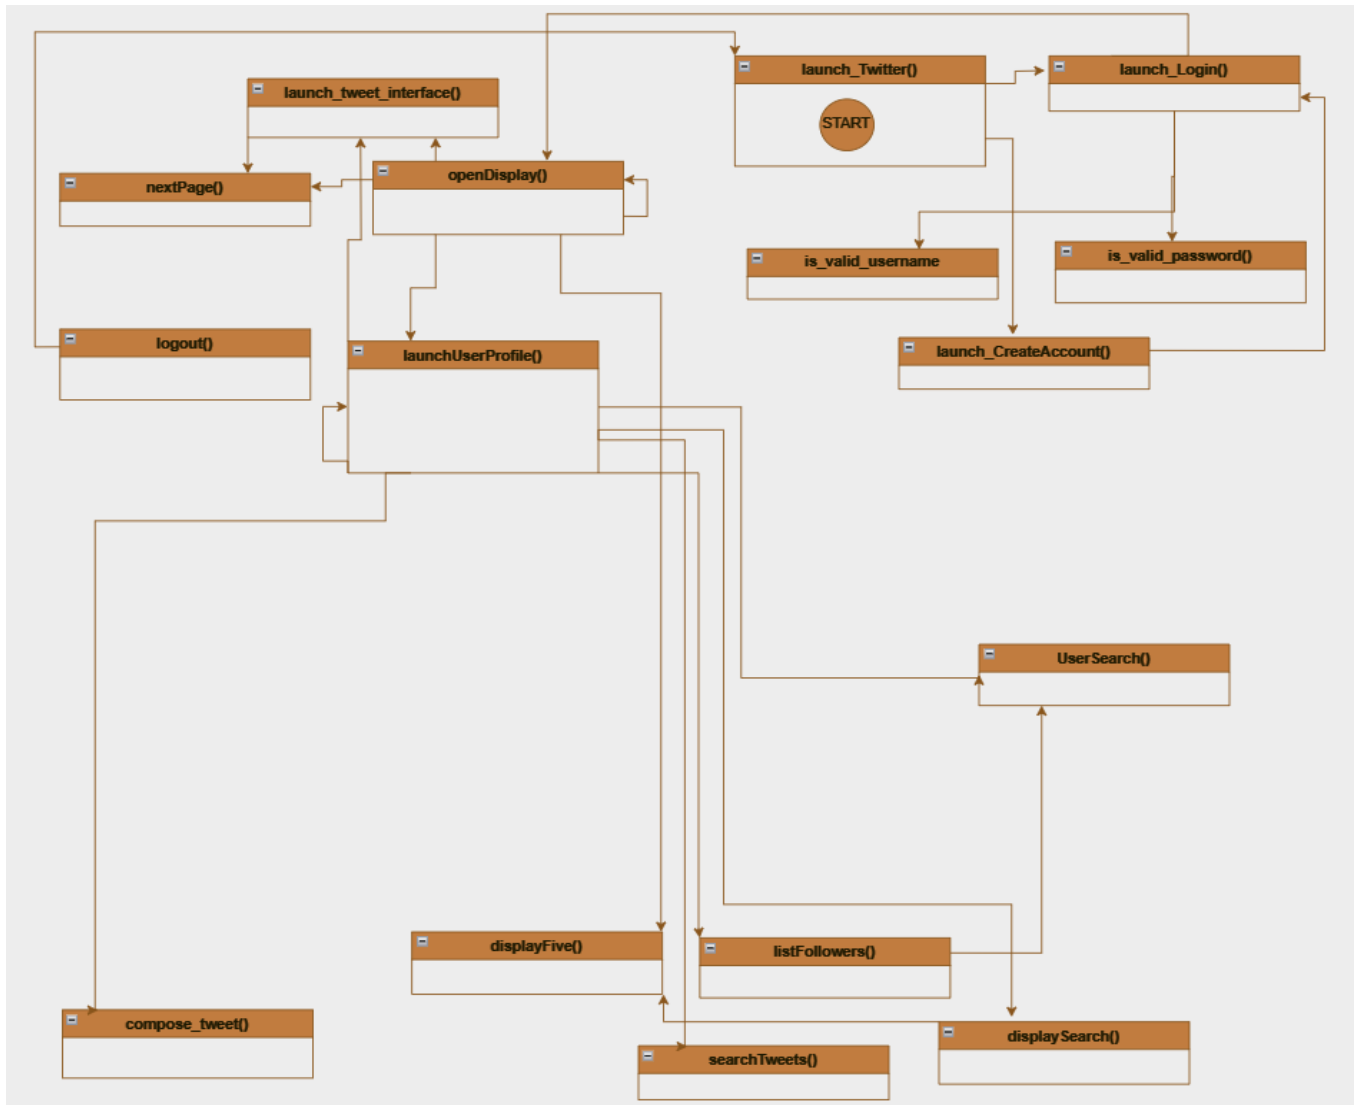 launch_Twitter()
START
launch_Login()
launch_tweet_interface()
openDisplay()
nextPage()
is_valid_username
is_valid_password()
logout()
launchUserProfile()
launch_CreateAccount()
UserSearch()
displayFive()
listFollowers()
compose_tweet()
displaySearch()
searchTweets()